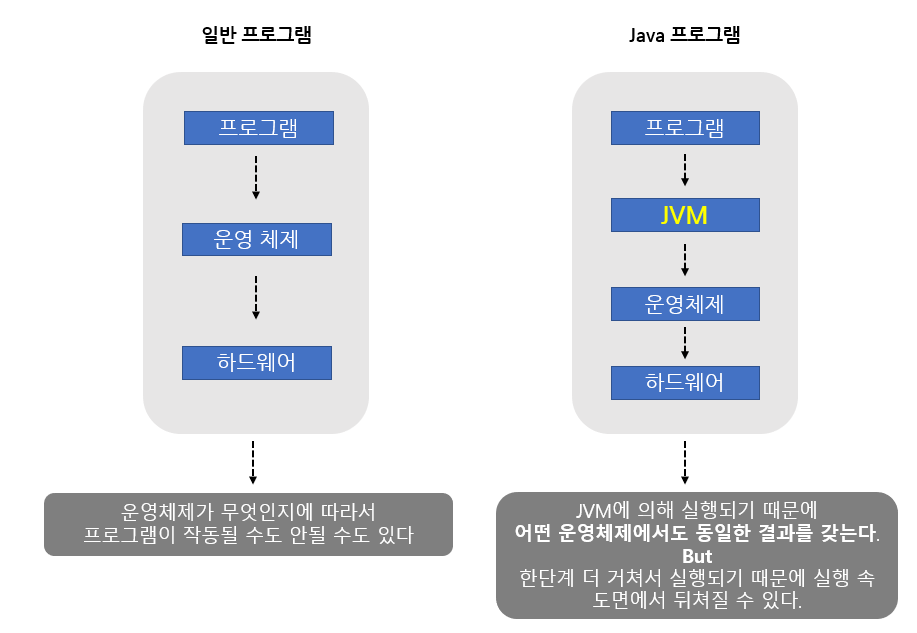 일반 프로그램
프로그램
운영 체제
하드웨어
운영체제가 무엇인지에 따라서
프로그램이 작동될 수도 안될 수도 있다
Java 프로그램
프로그램
JVM
운영체제
하드웨어
JVM에 의해 실행되기 때문에
어떤 운영체제에서도 동일한 결과를 갖는다.
But
한단계 더 거쳐서 실행되기 때문에 실행 속
도면에서 뒤쳐질 수 있다.